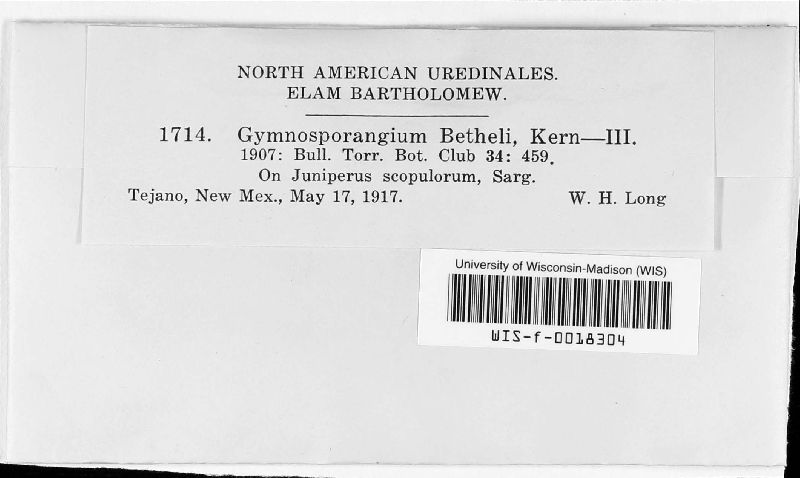 NORTH AMERICAN UREDINALES.
ELAM BARTHOLOMEW.
1714. Gymnosporangium Betheli, Kern—III.
1907: Bull. Torr. Bot. Club 34: 459.
On Juniperus scopulorum, Sarg.
Tejano, New Mex., May 17, 1917. W. H. Long
University of Wisconsin-Madison (WIS)
WIS-f-0018304